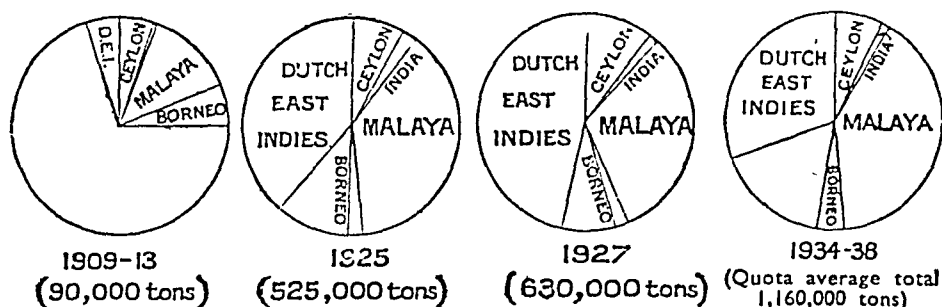 D.E.I.
CEYLON
MALAYA
BORNEO
1909-13
(90,000 tons)
DUTCH
EAST
INDIES
CEYLON
INDIA
MALAYA
BORNEO
1925
(525,000 tons)
DUTCH
EAST
INDIES
CEYLON
INDIA
MALAYA
BORNEO
1927
(630,000 tons)
DUTCH
EAST
INDIES
CEYLON
INDIA
MALAYA
BORNEO
1934-38
(Quota average total
1,160,000 tons)